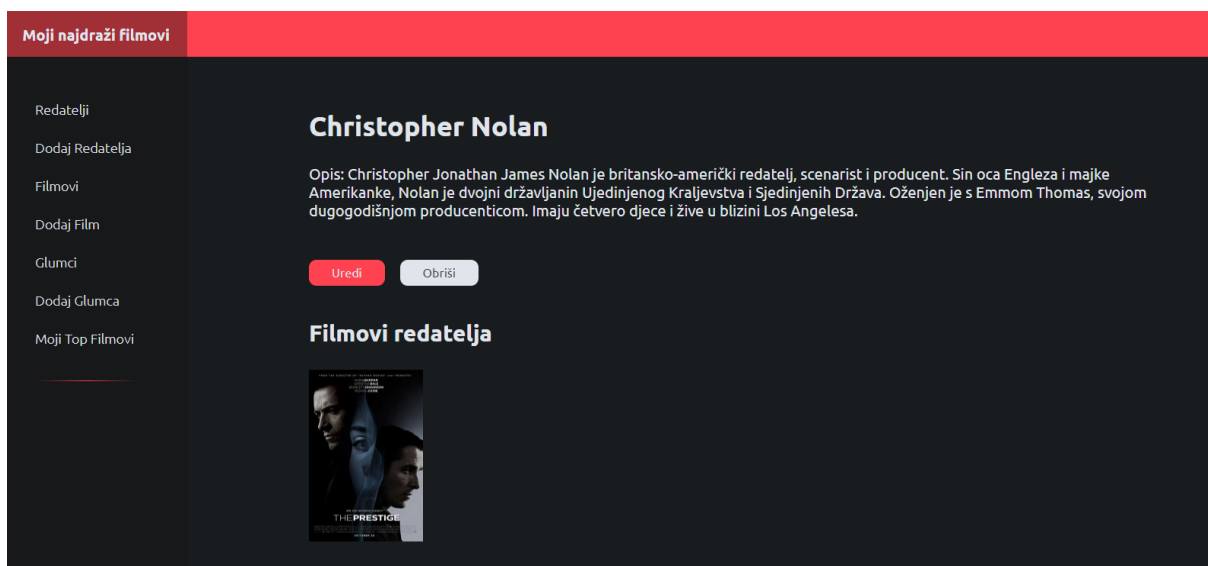 Moji najdraži filmovi
Redatelji
Dodaj Redatelja
Filmovi
Dodaj Film
Glumci
Dodaj Glumca
Moji Top Filmovi
Christopher Nolan
Opis: Christopher Jonathan James Nolan je britansko-američki redatelj, scenarist i producent. Sin oca Engleza i majke
Amerikanke, Nolan je dvojni državljanin Ujedinjenog Kraljevstva i Sjedinjenih Država. Oženjen je s Emmom Thomas, svojom
dugogodišnjom producenticom. Imaju četvero djece i žive u blizini Los Angelesa.
Uredi
Obriši
Filmovi redatelja
THE PRESTIGE